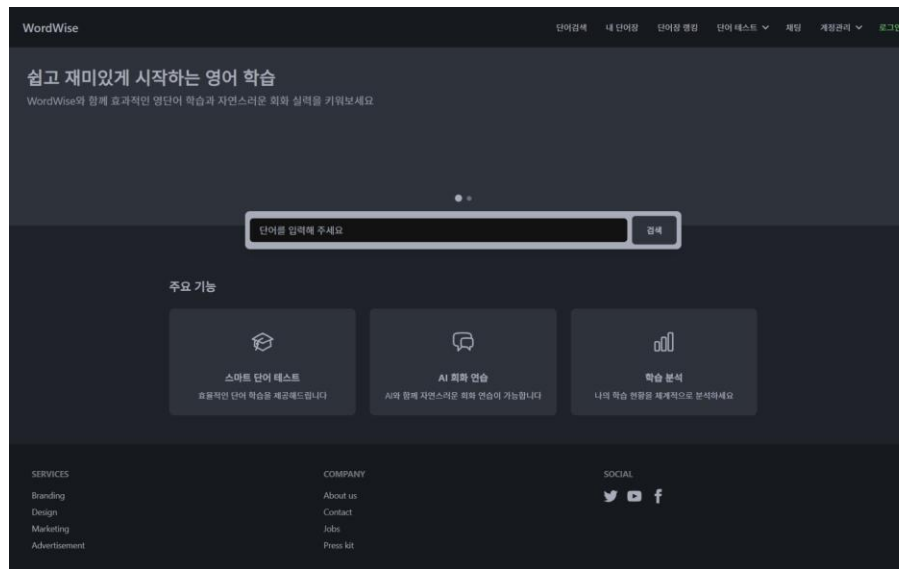 WordWise
단어검색 내 단어장 단어장 랭킹 단어 테스트 채팅 계정관리 로그인
쉽고 재미있게 시작하는 영어 학습
WordWise와 함께 효과적인 영단어 학습과 자연스러운 회화 실력을 키워보세요
단어를 입력해 주세요 검색
주요 기능
스마트 단어 테스트 AI 회화 연습 학습 분석
효율적인 단어 학습을 제공해드립니다 AI와 함께 자연스러운 회화 연습이 가능합니다 나의 학습 현황을 체계적으로 분석하세요
SERVICES COMPANY SOCIAL
Branding About us
Design Contact
Marketing Jobs
Advertisement Press kit